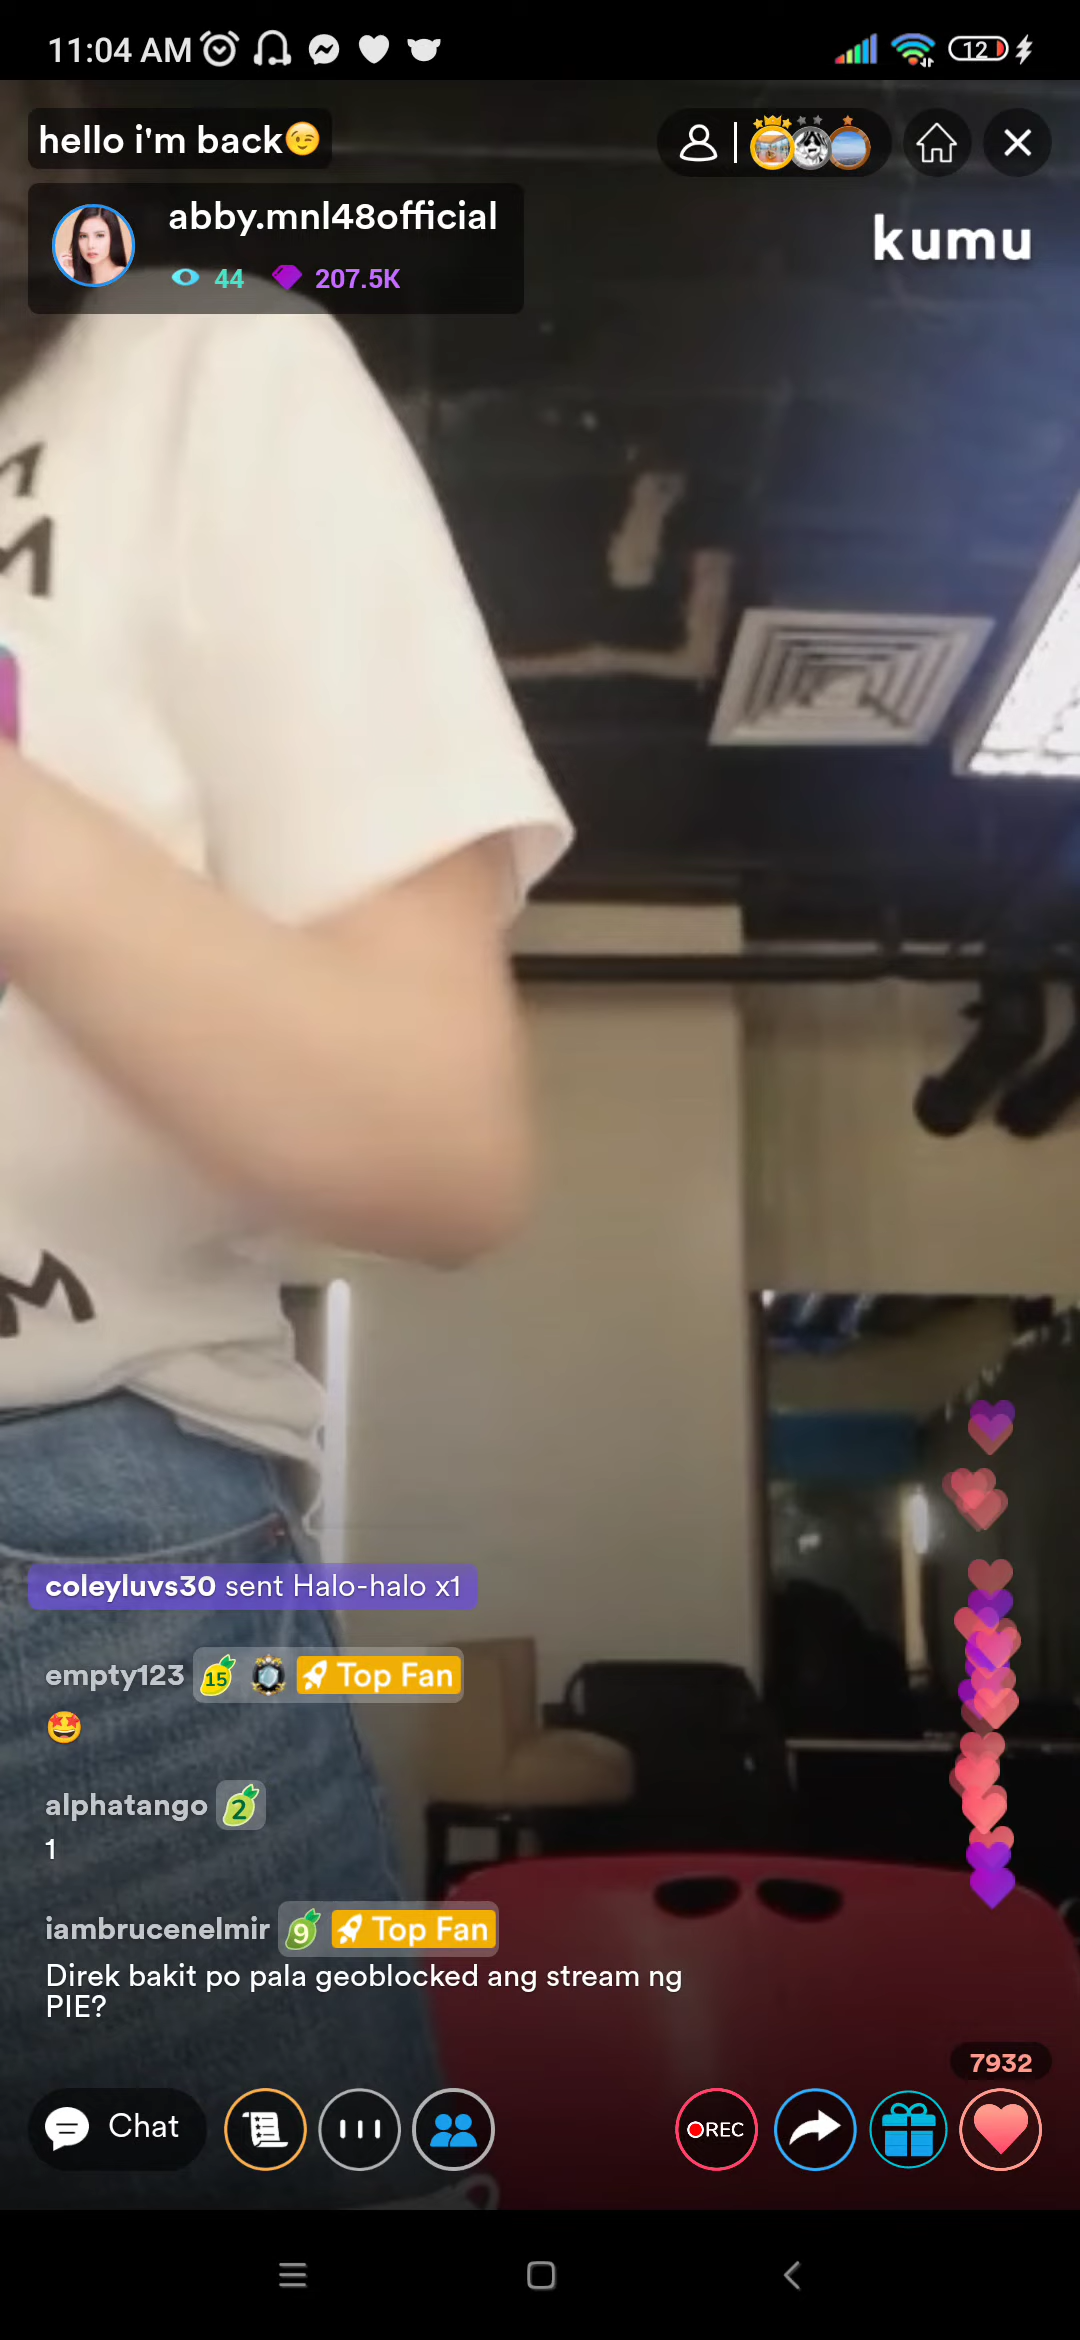 11:04 AM
12
hello i'm back😉
abby.mnl48official
44 207.5K
kumu
M
coleyluvs30 sent Halo-halo x1
empty123 15 Top Fan
🤩
alphatango 2
1
iambrucenelmir 9 Top Fan
Direk bakit po pala geoblocked ang stream ng
PIE?
7932
Chat
REC